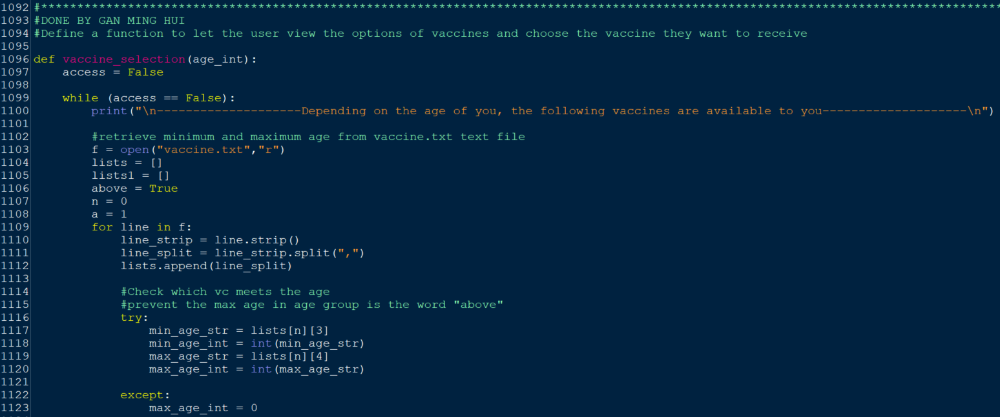 1092 #*************************************************************************************************************************************
1093 #DONE BY GAN MING HUI
1094 #Define a function to let the user view the options of vaccines and choose the vaccine they want to receive
1095
1096 def vaccine_selection(age_int):
1097     access = False
1098
1099     while (access == False):
1100         print("\n--------------------Depending on the age of you, the following vaccines are available to you--------------------\n")
1101
1102         #retrieve minimum and maximum age from vaccine.txt text file
1103         f = open("vaccine.txt","r")
1104         lists = []
1105         lists1 = []
1106         above = True
1107         n = 0
1108         a = 1
1109         for line in f:
1110             line_strip = line.strip()
1111             line_split = line_strip.split(",")
1112             lists.append(line_split)
1113
1114             #Check which vc meets the age
1115             #prevent the max age in age group is the word "above"
1116             try:
1117                 min_age_str = lists[n][3]
1118                 min_age_int = int(min_age_str)
1119                 max_age_str = lists[n][4]
1120                 max_age_int = int(max_age_str)
1121
1122             except:
1123                 max_age_int = 0